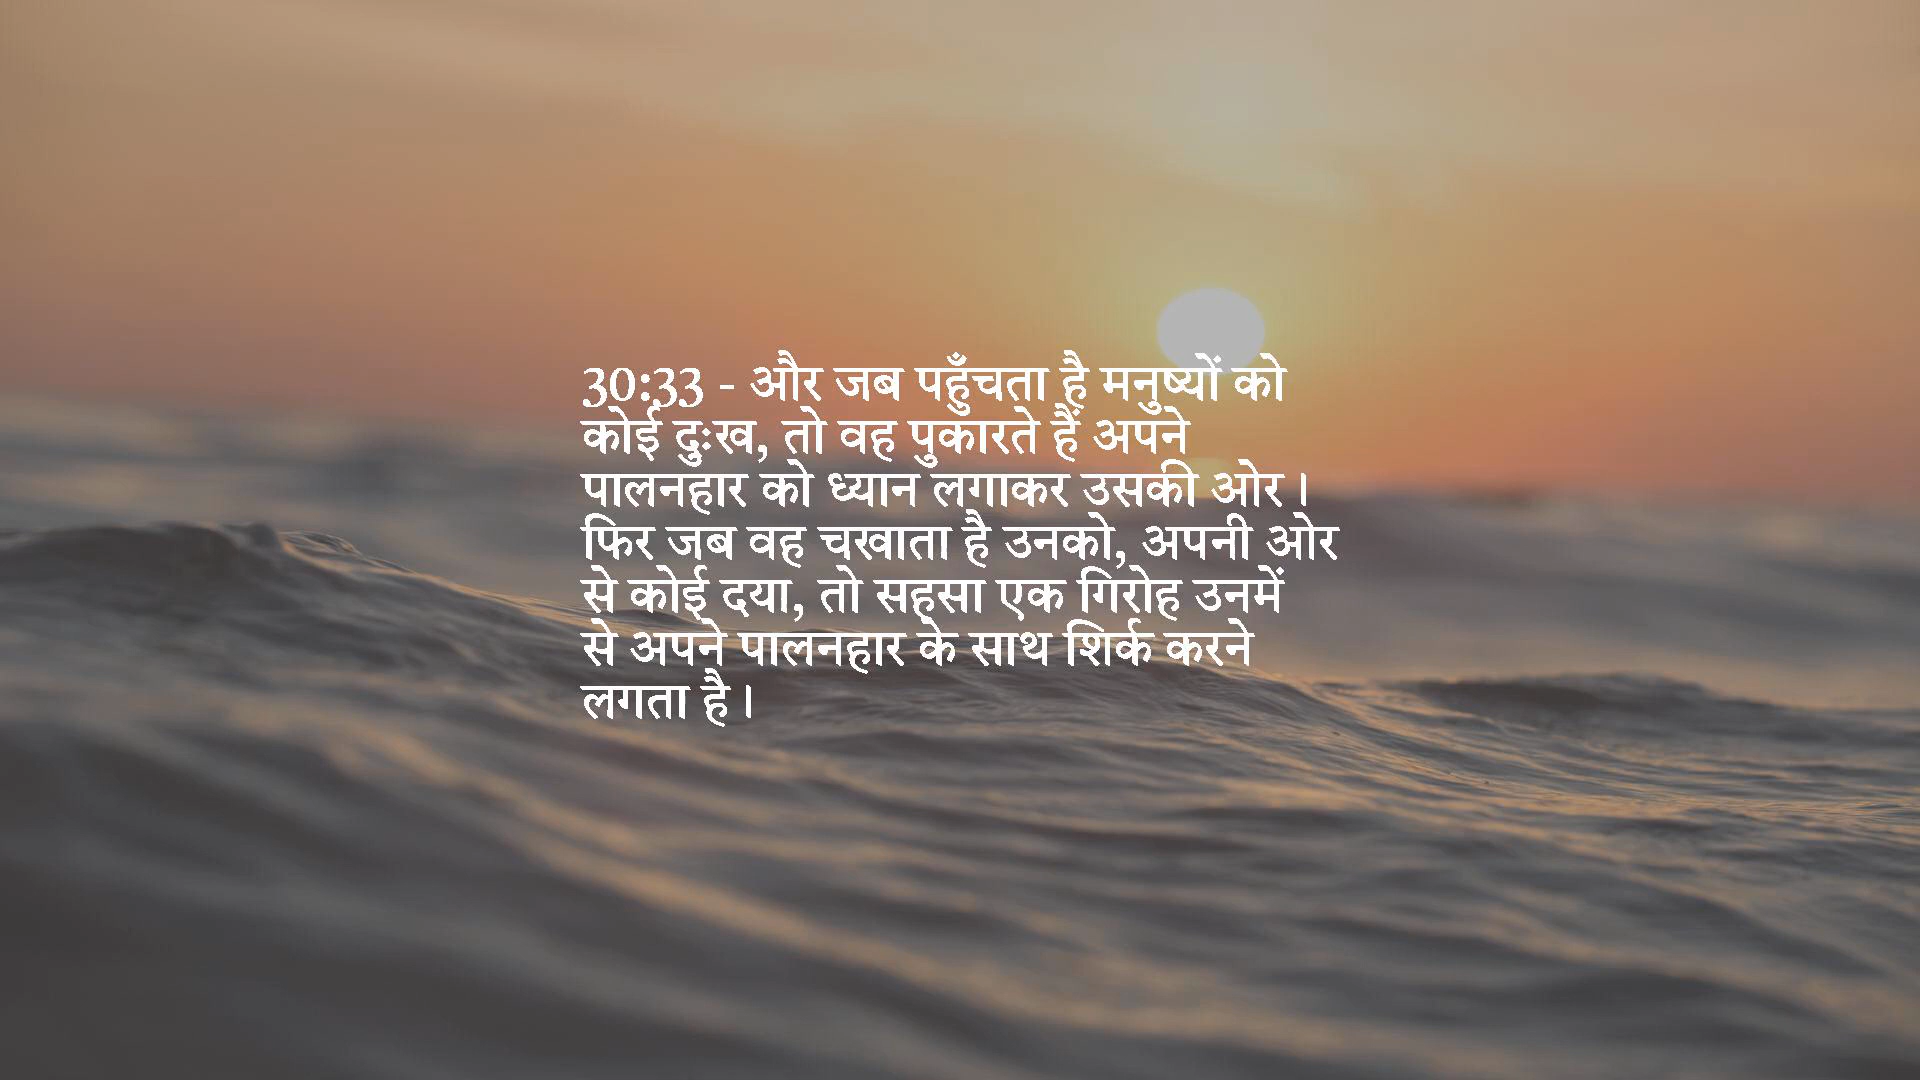 30:33 - और जब पहुँचता है मनुष्यों को
कोई दुःख, तो वह पुकारते हैं अपने
पालनहार को ध्यान लगाकर उसकी ओर।
फिर जब वह चखाता है उनको, अपनी ओर
से कोई दया, तो सहसा एक गिरोह उनमें
से अपने पालनहार के साथ शिर्क करने
लगता है।